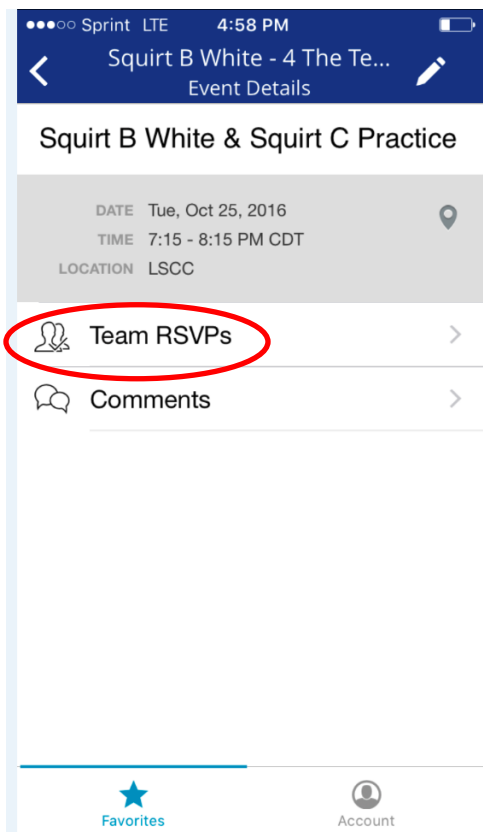 Sprint LTE 4:58 PM
Squirt B White - 4 The Te...
Event Details
Squirt B White & Squirt C Practice
DATE Tue, Oct 25, 2016
TIME 7:15 - 8:15 PM CDT
LOCATION LSCC
Team RSVPs
Comments
Favorites Account